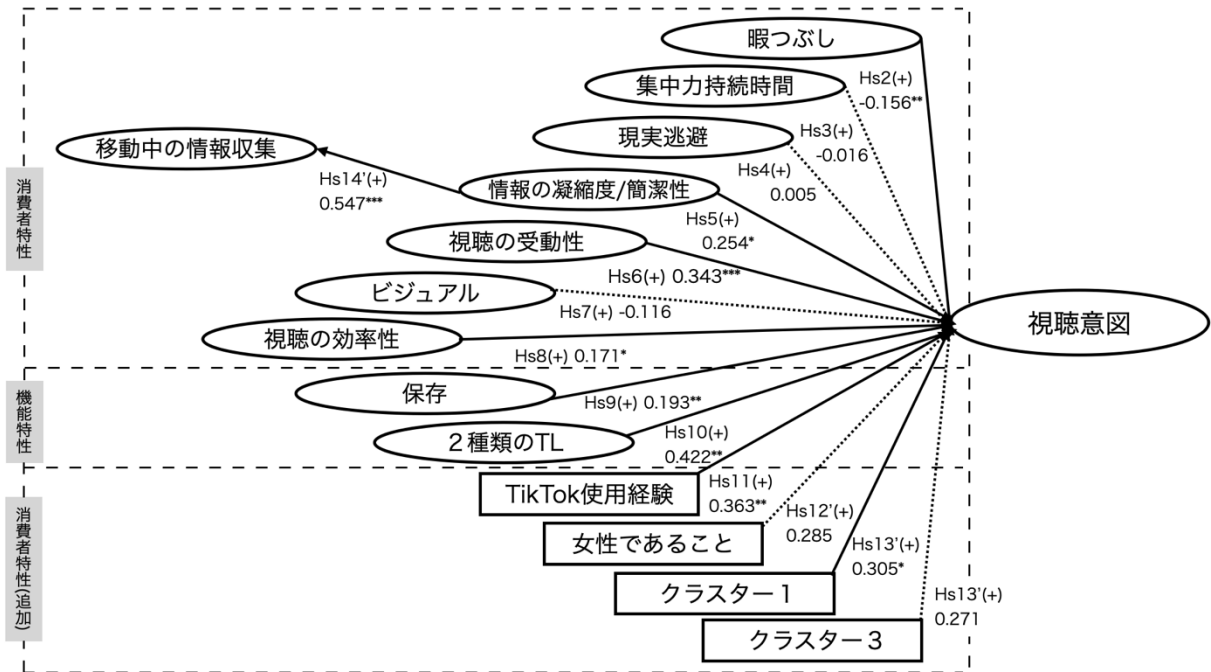 暇つぶし
Hs2(+)
-0.156**
集中力持続時間
Hs3(+)
-0.016
現実逃避
Hs4(+)
0.005
移動中の情報収集
Hs14'(+)
0.547***
情報の凝縮度/簡潔性
Hs5(+)
0.254*
視聴の受動性
Hs6(+) 0.343***
ビジュアル
Hs7(+) -0.116
視聴の効率性
Hs8(+) 0.171*
消費者特性
視聴意図
保存
Hs9(+) 0.193**
2種類のTL
Hs10(+)
0.422**
機能特性
TikTok使用経験
Hs11(+)
0.363**
女性であること
Hs12'(+)
0.285
クラスター1
Hs13'(+)
0.305*
クラスター3
Hs13'(+)
0.271
消費者特性(追加)